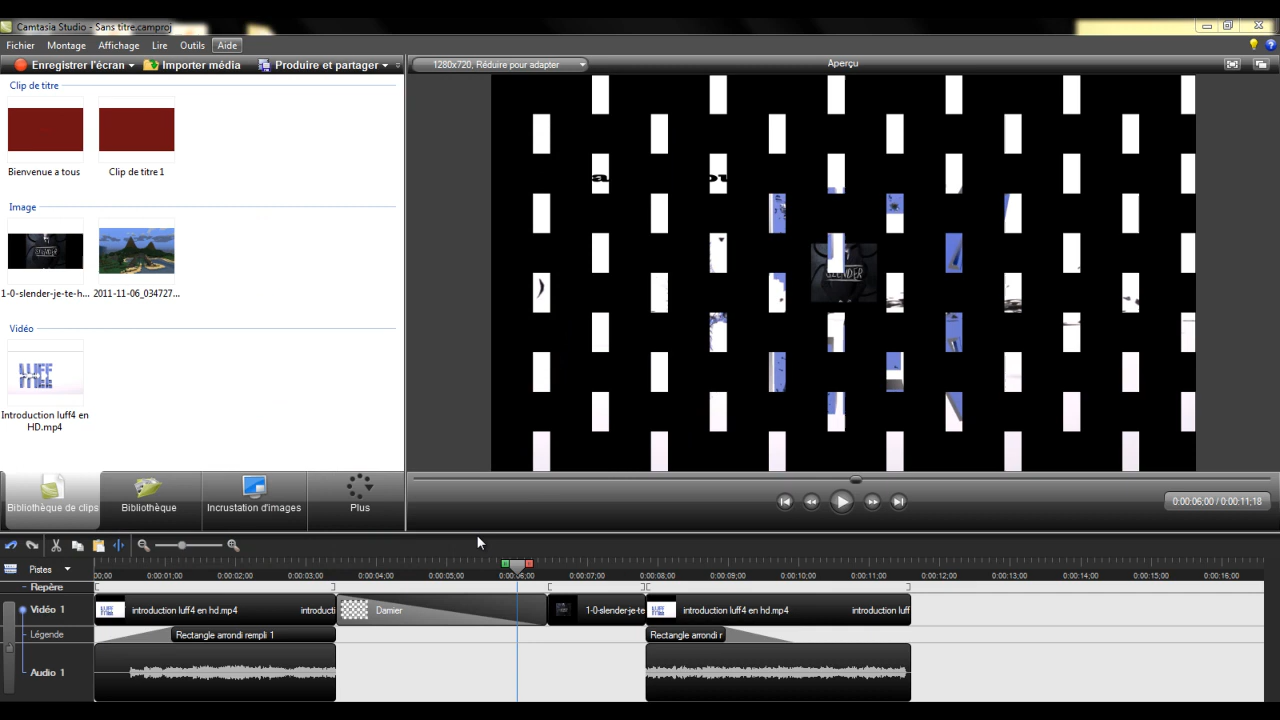 Camtasia Studio - Sans titre.camproj
Fichier Montage Affichage Lire Outils Aide
Enregistrer l'écran Importer média Produire et partager
1280x720, Réduire pour adapter
Aperçu
Clip de titre
Bienvenue a tous
Clip de titre 1
Image
SLENDER
1-0-slender-je-te-h...
2011-11-06_034727...
Vidéo
Introduction luff4 en
HD.mp4
Bibliothèque de clips
Bibliothèque
Incrustation d'images
Plus
0:00:06;00 / 0:00:11;18
Pistes
00;00 0:00:01;00 0:00:02;00 0:00:03;00 0:00:04;00 0:00:05;00 0:00:06;00 0:00:07;00 0:00:08;00 0:00:09;00 0:00:10;00 0:00:11;00 0:00:12;00 0:00:13;00 0:00:14;00 0:00:15;00 0:00:16;00
Repère
Vidéo 1
introduction luff4 en hd.mp4
introducti
Damier
1-0-slender-je-te
introduction luff4 en hd.mp4
introduction luff
Légende
Rectangle arrondi rempli 1
Rectangle arrondi r
Audio 1